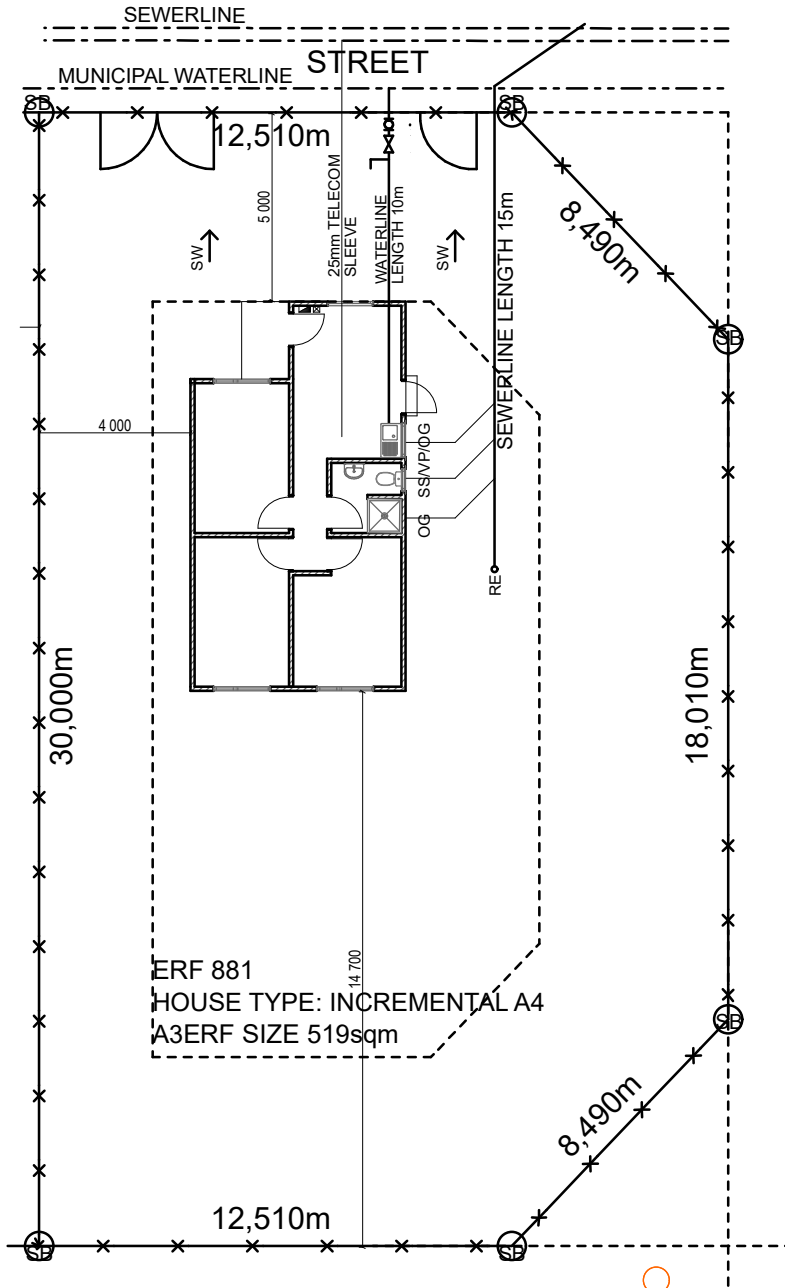 SEWERLINE
STREET
MUNICIPAL WATERLINE
SB
SB
12,510m
5 000
25mm TELECOM
SLEEVE
WATERLINE
LENGTH 10m
SEWERLINE LENGTH 15m
8,490m
SW
SW
SB
4 000
SS/VP/OG
OG
RE
30,000m
18,010m
14 700
ERF 881
HOUSE TYPE: INCREMENTAL A4
A3ERF SIZE 519sqm
SB
8,490m
12,510m
SB
SB